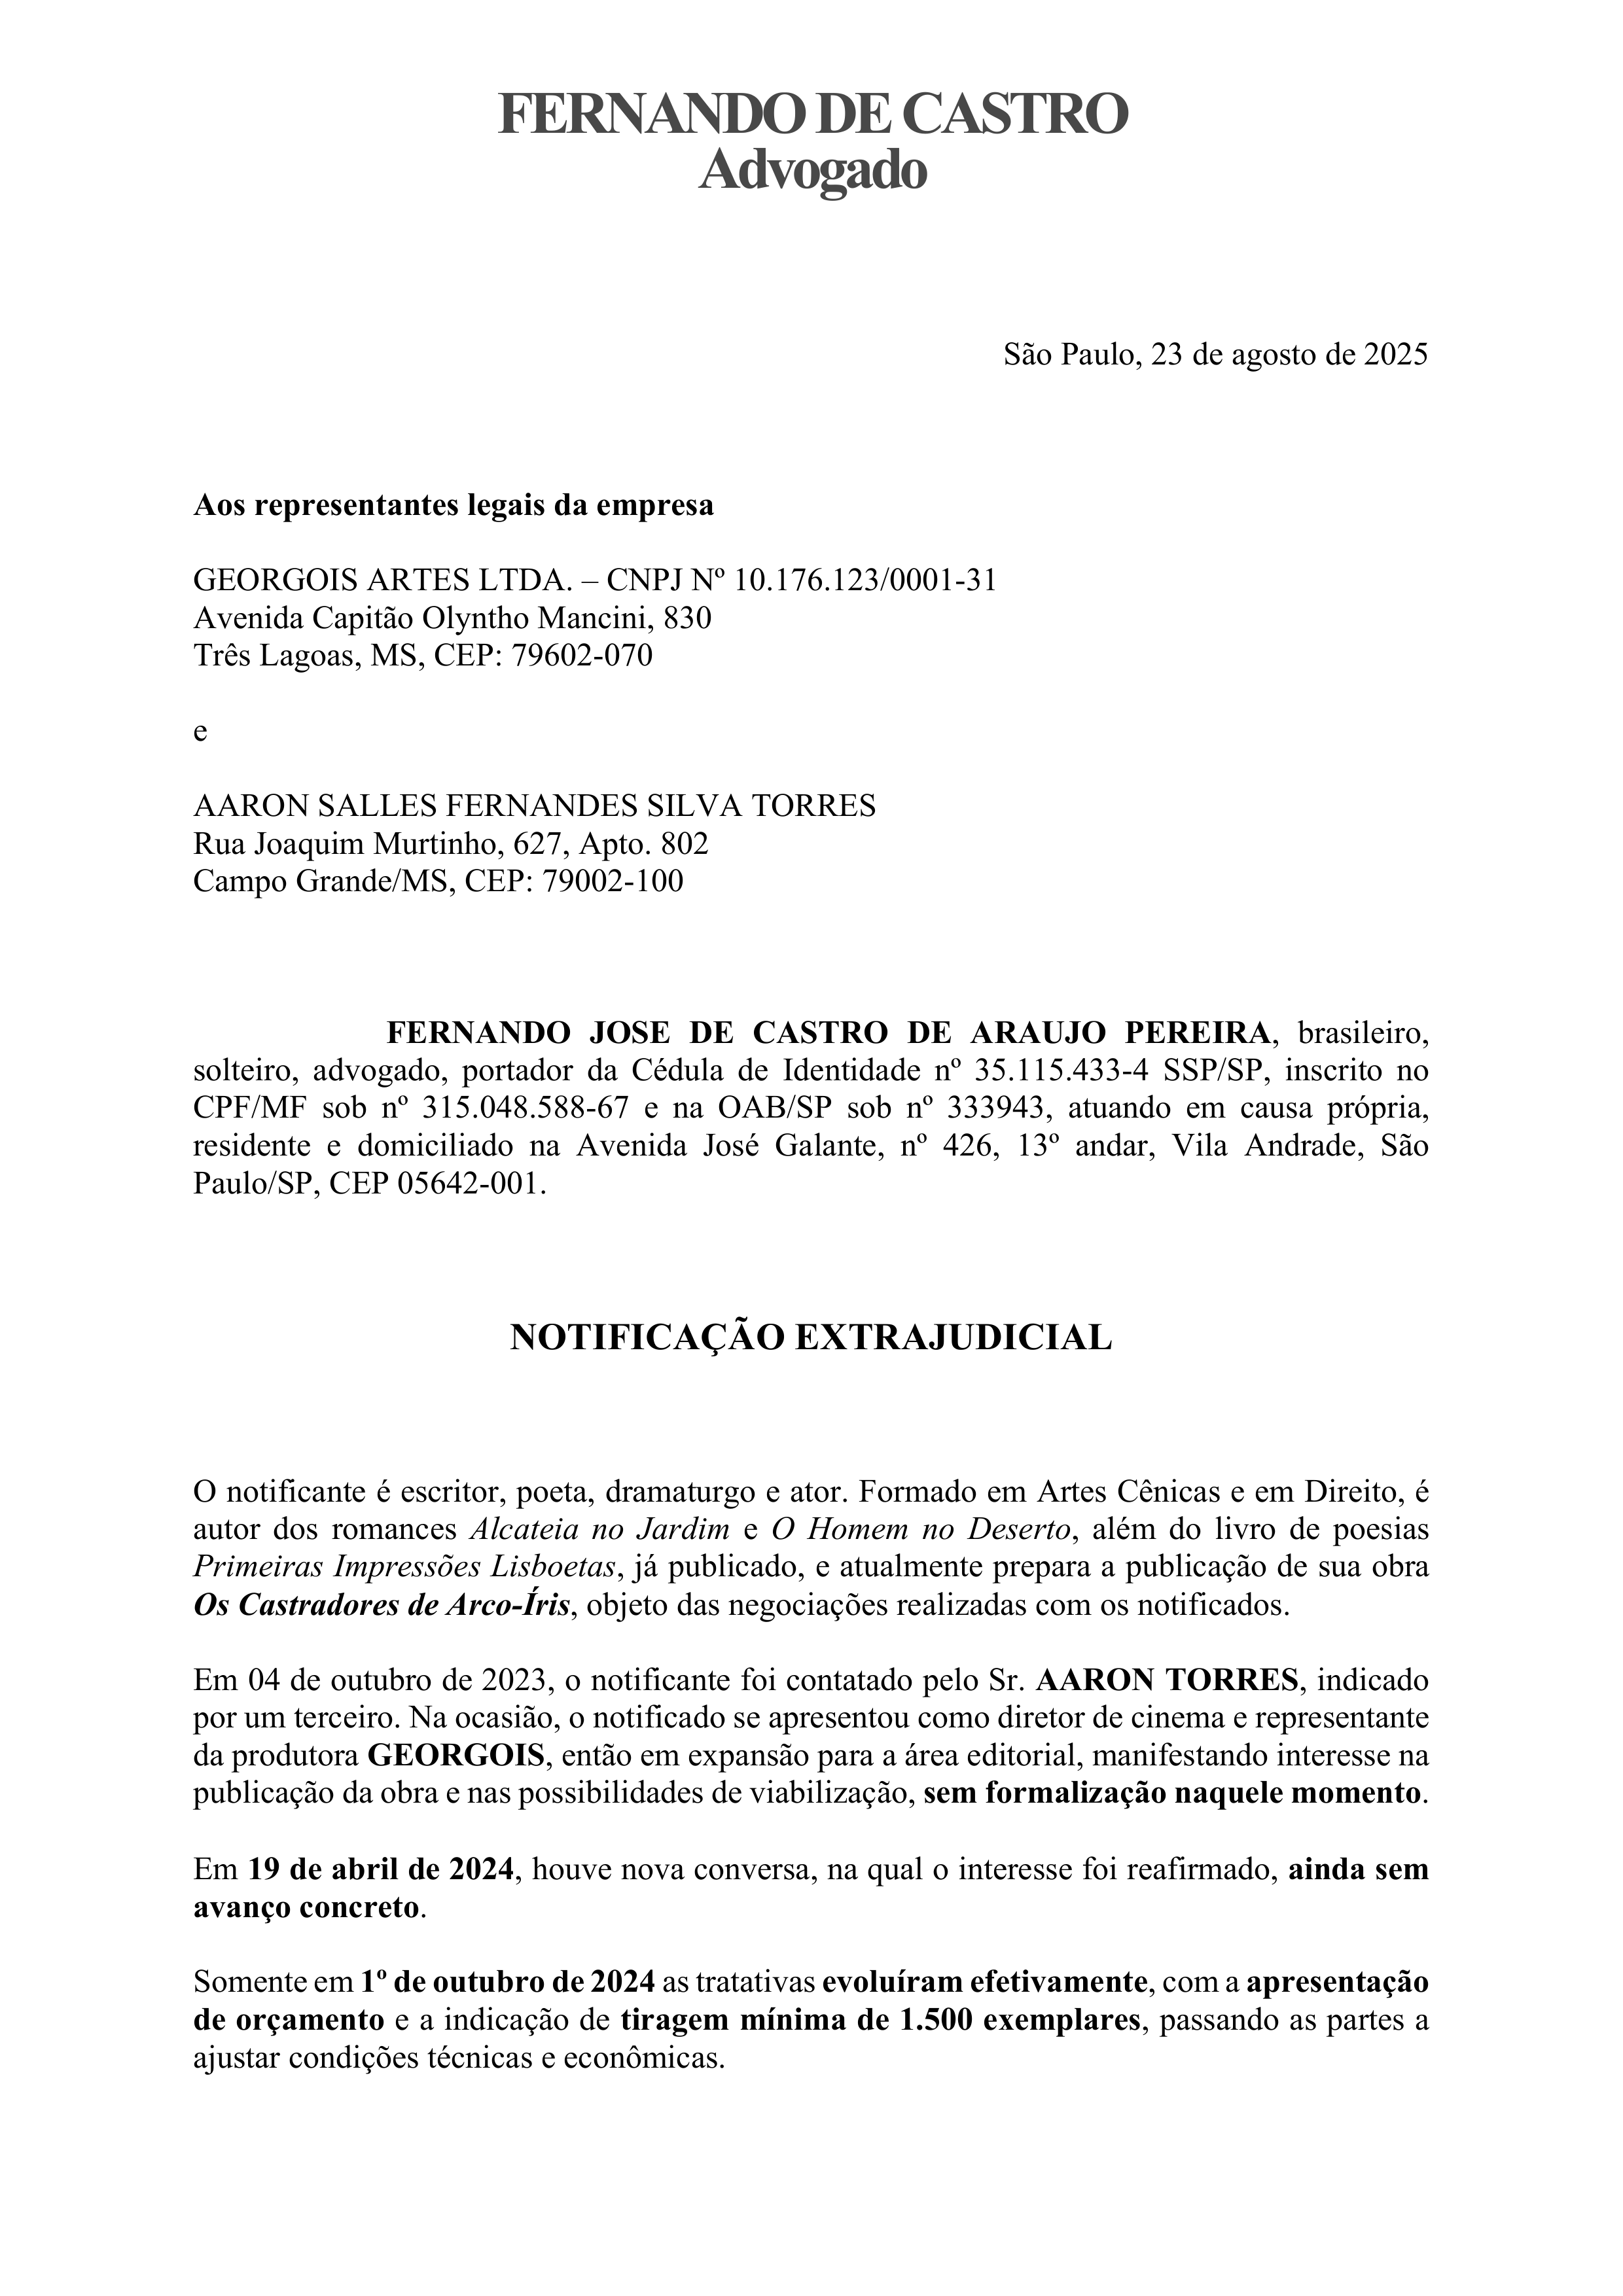 FERNANDO DE CASTRO
Advogado
São Paulo, 23 de agosto de 2025
Aos representantes legais da empresa
GEORGOIS ARTES LTDA. – CNPJ Nº 10.176.123/0001-31
Avenida Capitão Olyntho Mancini, 830
Três Lagoas, MS, CEP: 79602-070
e
AARON SALLES FERNANDES SILVA TORRES
Rua Joaquim Murtinho, 627, Apto. 802
Campo Grande/MS, CEP: 79002-100
FERNANDO JOSE DE CASTRO DE ARAUJO PEREIRA, brasileiro,
solteiro, advogado, portador da Cédula de Identidade nº 35.115.433-4 SSP/SP, inscrito no
CPF/MF sob nº 315.048.588-67 e na OAB/SP sob nº 333943, atuando em causa própria,
residente e domiciliado na Avenida José Galante, nº 426, 13º andar, Vila Andrade, São
Paulo/SP, CEP 05642-001.
NOTIFICAÇÃO EXTRAJUDICIAL
O notificante é escritor, poeta, dramaturgo e ator. Formado em Artes Cênicas e em Direito, é
autor dos romances Alcateia no Jardim e O Homem no Deserto, além do livro de poesias
Primeiras Impressões Lisboetas, já publicado, e atualmente prepara a publicação de sua obra
Os Castradores de Arco-Íris, objeto das negociações realizadas com os notificados.
Em 04 de outubro de 2023, o notificante foi contatado pelo Sr. AARON TORRES, indicado
por um terceiro. Na ocasião, o notificado se apresentou como diretor de cinema e representante
da produtora GEORGOIS, então em expansão para a área editorial, manifestando interesse na
publicação da obra e nas possibilidades de viabilização, sem formalização naquele momento.
Em 19 de abril de 2024, houve nova conversa, na qual o interesse foi reafirmado, ainda sem
avanço concreto.
Somente em 1º de outubro de 2024 as tratativas evoluíram efetivamente, com a apresentação
de orçamento e a indicação de tiragem mínima de 1.500 exemplares, passando as partes a
ajustar condições técnicas e econômicas.